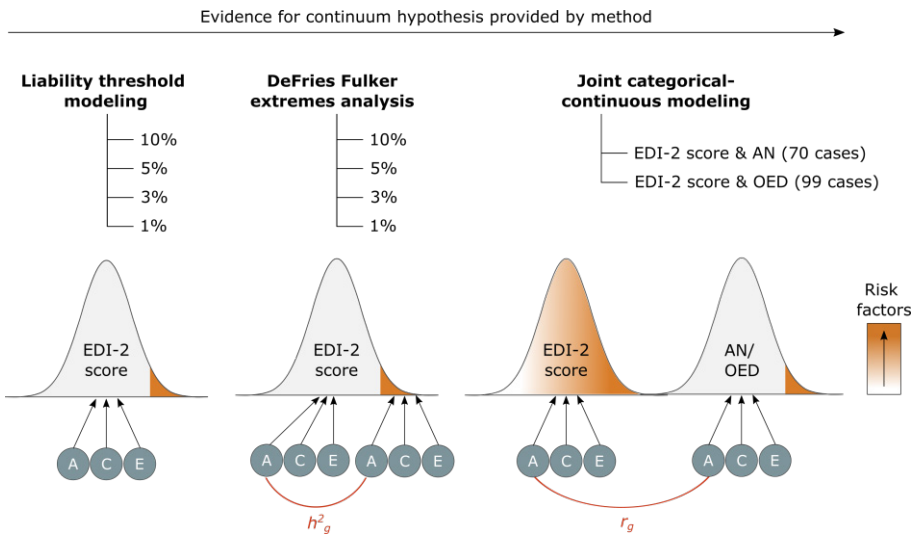 Evidence for continuum hypothesis provided by method
Liability threshold
modeling
10%
5%
3%
1%
DeFries Fulker
extremes analysis
10%
5%
3%
1%
Joint categorical-
continuous modeling
EDI-2 score & AN (70 cases)
EDI-2 score & OED (99 cases)
EDI-2
score
EDI-2
score
EDI-2
score
AN/
OED
Risk
factors
A C E
A C E A C E
A C E
A C E
h²g
rg